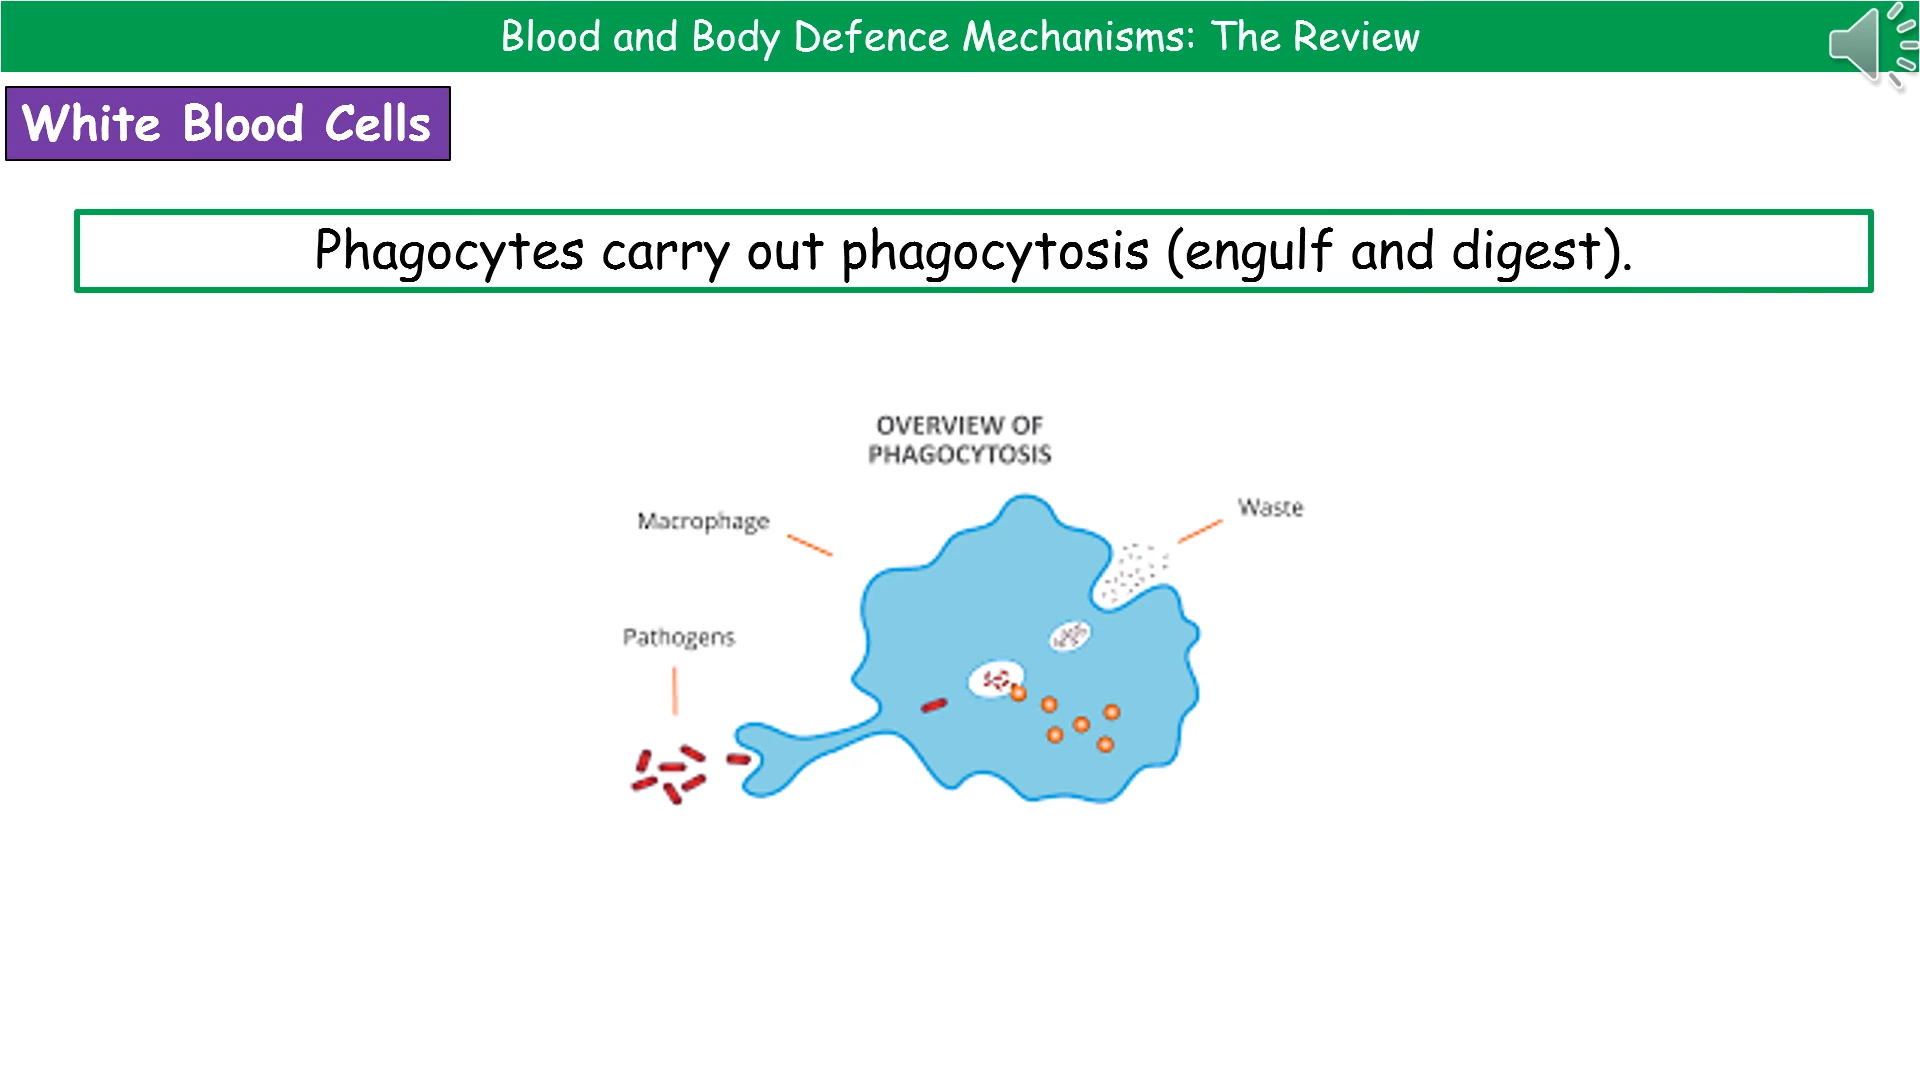 Blood and Body Defence Mechanisms: The Review
White Blood Cells
Phagocytes carry out phagocytosis (engulf and digest).
OVERVIEW OF
PHAGOCYTOSIS
Macrophage
Waste
Pathogens